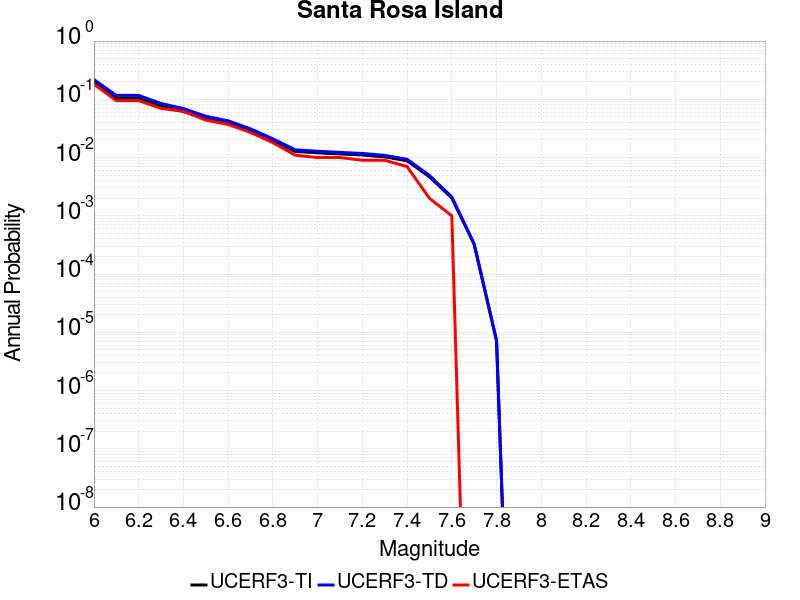 Santa Rosa Island
Annual Probability
10^0
10^-1
10^-2
10^-3
10^-4
10^-5
10^-6
10^-7
10^-8
6 6.2 6.4 6.6 6.8 7 7.2 7.4 7.6 7.8 8 8.2 8.4 8.6 8.8 9
Magnitude
UCERF3-TI UCERF3-TD UCERF3-ETAS